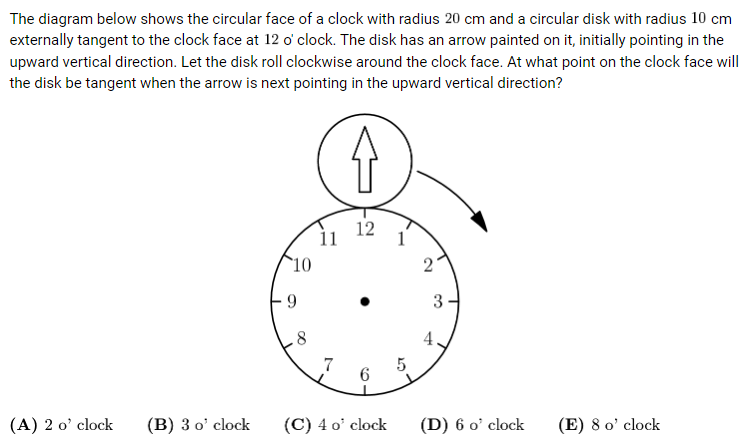 The diagram below shows the circular face of a clock with radius 20 cm and a circular disk with radius 10 cm
externally tangent to the clock face at 12 o' clock. The disk has an arrow painted on it, initially pointing in the
upward vertical direction. Let the disk roll clockwise around the clock face. At what point on the clock face will
the disk be tangent when the arrow is next pointing in the upward vertical direction?
12
11 1
10 2
9 3
8 4
7 5
6
(A) 2 o' clock (B) 3 o' clock (C) 4 o' clock (D) 6 o' clock (E) 8 o' clock